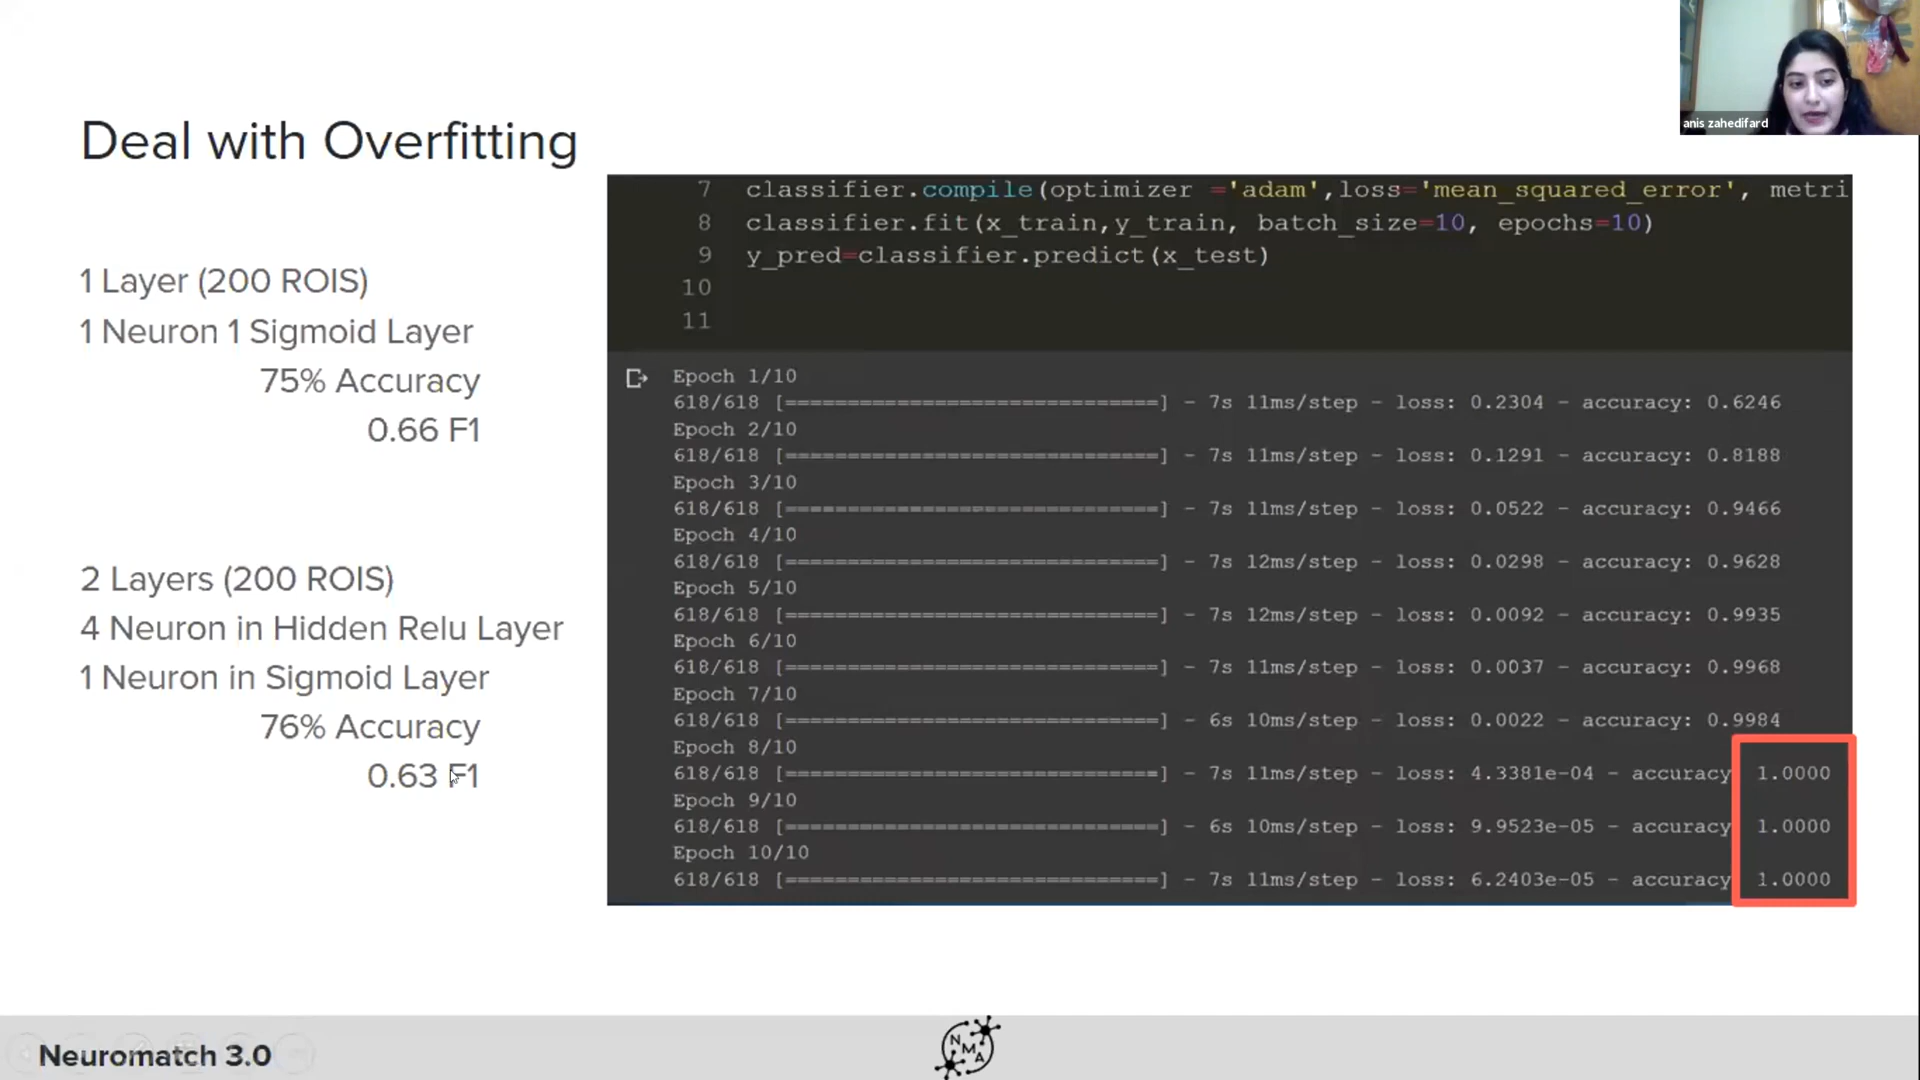 anis zahedifard
Deal with Overfitting
1 Layer (200 ROIS)
1 Neuron 1 Sigmoid Layer
75% Accuracy
0.66 F1
2 Layers (200 ROIS)
4 Neuron in Hidden Relu Layer
1 Neuron in Sigmoid Layer
76% Accuracy
0.63 F1
7 classifier.compile(optimizer ='adam',loss='mean_squared_error', metri
8 classifier.fit(x_train,y_train, batch_size=10, epochs=10)
9 y_pred=classifier.predict(x_test)
10
11
Epoch 1/10
618/618 [==============================] - 7s 11ms/step - loss: 0.2304 - accuracy: 0.6246
Epoch 2/10
618/618 [==============================] - 7s 11ms/step - loss: 0.1291 - accuracy: 0.8188
Epoch 3/10
618/618 [==============================] - 7s 11ms/step - loss: 0.0522 - accuracy: 0.9466
Epoch 4/10
618/618 [==============================] - 7s 12ms/step - loss: 0.0298 - accuracy: 0.9628
Epoch 5/10
618/618 [==============================] - 7s 12ms/step - loss: 0.0092 - accuracy: 0.9935
Epoch 6/10
618/618 [==============================] - 7s 11ms/step - loss: 0.0037 - accuracy: 0.9968
Epoch 7/10
618/618 [==============================] - 6s 10ms/step - loss: 0.0022 - accuracy: 0.9984
Epoch 8/10
618/618 [==============================] - 7s 11ms/step - loss: 4.3381e-04 - accuracy 1.0000
Epoch 9/10
618/618 [==============================] - 6s 10ms/step - loss: 9.9523e-05 - accuracy 1.0000
Epoch 10/10
618/618 [==============================] - 7s 11ms/step - loss: 6.2403e-05 - accuracy 1.0000
Neuromatch 3.0
NMA